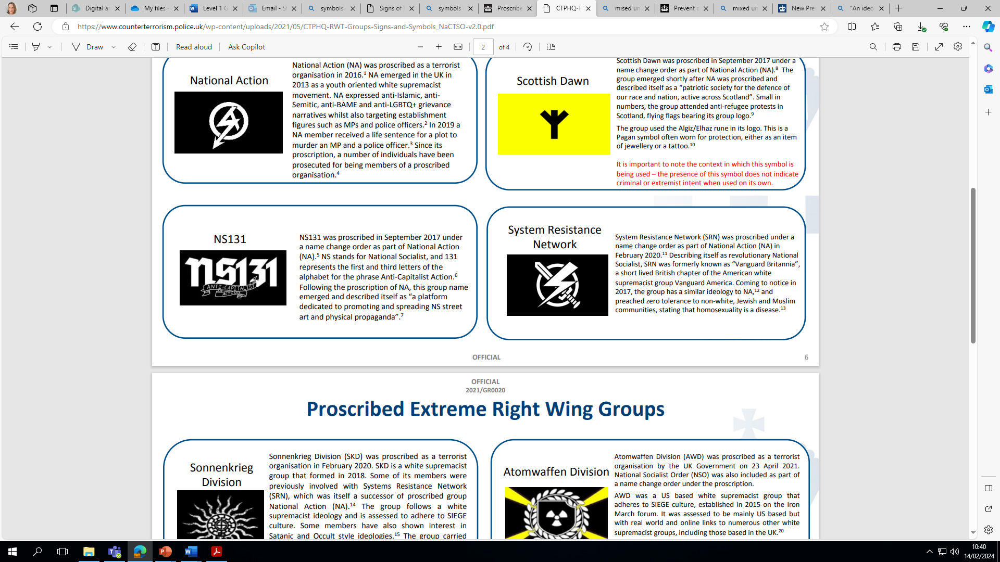 Digital ar
My files -
Level 1 G
Email - St
symbols
Signs of
symbols
Proscribe
CTPHQ-R
mised un
Prevent d
mixed un
New Pre
"An ideo
https://www.counterterrorism.police.uk/wp-content/uploads/2021/05/CTPHQ-RWT-Groups-Signs-and-Symbols_NaCTSO-v2.0.pdf
Draw
Read aloud
Ask Copilot
2
of 4
National Action
National Action (NA) was proscribed as a terrorist
organisation in 2016.1 NA emerged in the UK in
2013 as a youth oriented white supremacist
movement. NA expressed anti-Islamic, anti-
Semitic, anti-BAME and anti-LGBTQ+ grievance
narratives whilst also targeting establishment
figures such as MPs and police officers.2 In 2019 a
NA member received a life sentence for a plot to
murder an MP and a police officer.3 Since its
proscription, a number of individuals have been
prosecuted for being members of a proscribed
organisation.4
Scottish Dawn
Scottish Dawn was proscribed in September 2017 under a
name change order as part of National Action (NA).8 The
group emerged shortly after NA was proscribed and
described itself as a “patriotic society for the defence of
our race and nation, active across Scotland”. Small in
numbers, the group attended anti-refugee protests in
Scotland, flying flags bearing its group logo.9
The group used the Algiz/Elhaz rune in its logo. This is a
Pagan symbol often worn for protection, either as an item
of jewellery or a tattoo.10
It is important to note the context in which this symbol is
being used – the presence of this symbol does not indicate
criminal or extremist intent when used on its own.
NS131
NS131
ANTI-CAPITALIST
ACTION
NS131 was proscribed in September 2017 under
a name change order as part of National Action
(NA).5 NS stands for National Socialist, and 131
represents the first and third letters of the
alphabet for the phrase Anti-Capitalist Action.6
Following the proscription of NA, this group name
emerged and described itself as “a platform
dedicated to promoting and spreading NS street
art and physical propaganda”.7
System Resistance
Network
System Resistance Network (SRN) was proscribed under a
name change order as part of National Action (NA) in
February 2020.11 Describing itself as revolutionary National
Socialist, SRN was formerly known as “Vanguard Britannia”,
a short lived British chapter of the American white
supremacist group Vanguard America. Coming to notice in
2017, the group has a similar ideology to NA,12 and
preached zero tolerance to non-white, Jewish and Muslim
communities, stating that homosexuality is a disease.13
OFFICIAL
6
OFFICIAL
2021/GR0020
Proscribed Extreme Right Wing Groups
Sonnenkrieg
Division
Sonnenkrieg Division (SKD) was proscribed as a terrorist
organisation in February 2020. SKD is a white supremacist
group that formed in 2018. Some of its members were
previously involved with Systems Resistance Network
(SRN), which was itself a successor of proscribed group
National Action (NA).14 The group follows a white
supremacist ideology and is assessed to adhere to SIEGE
culture. Some members have also shown interest in
Satanic and Occult style ideologies.15 The group carried
Atomwaffen Division
Atomwaffen Division (AWD) was proscribed as a terrorist
organisation by the UK Government on 23 April 2021.
National Socialist Order (NSO) was also included as part of
a name change order under the proscription.
AWD was a US based white supremacist group that
adheres to SIEGE culture, established in 2015 on the Iron
March forum. It was assessed to be mainly US based but
with real world and online links to numerous other white
supremacist groups, including those based in the UK.20
10:40
14/02/2024